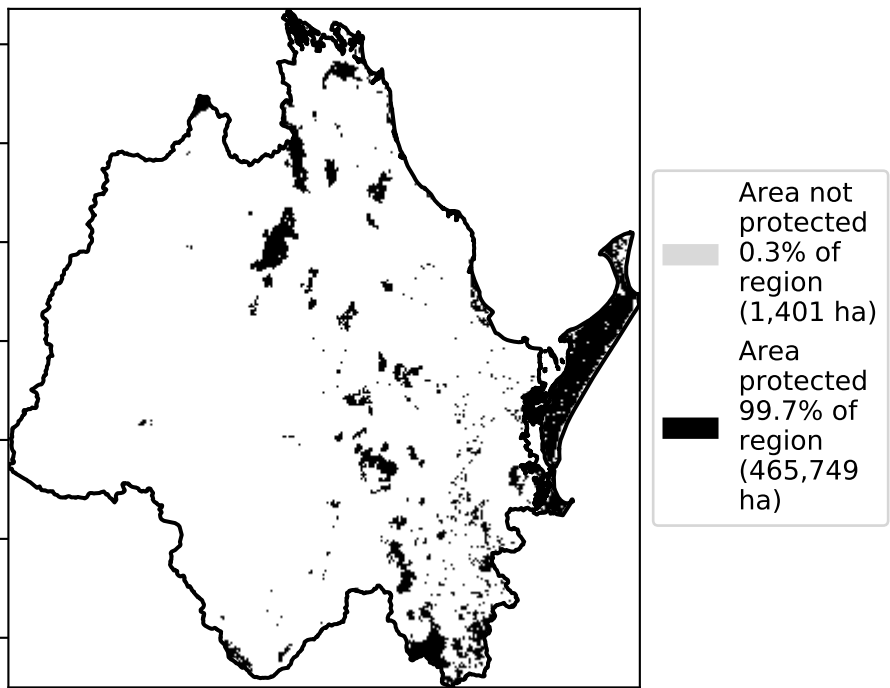 Area not
protected
0.3% of
region
(1,401 ha)
Area
protected
99.7% of
region
(465,749
ha)